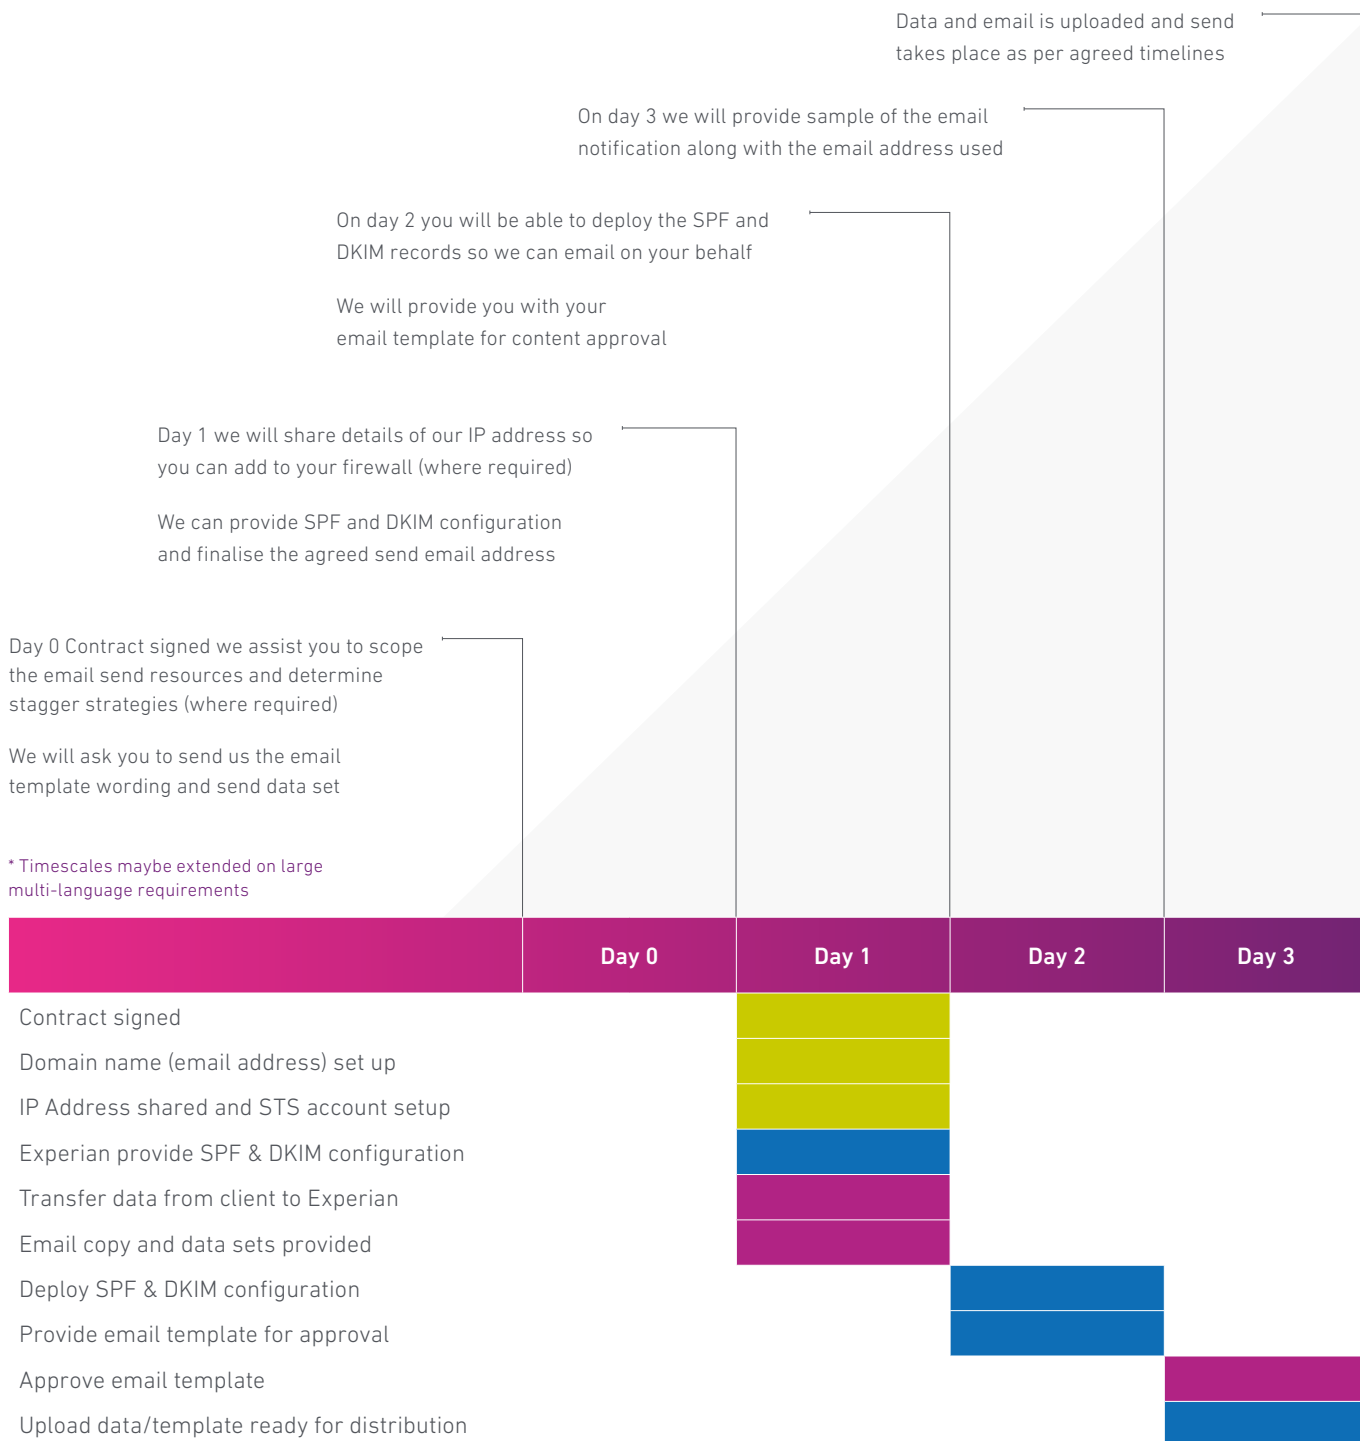 Data and email is uploaded and send
takes place as per agreed timelines
On day 3 we will provide sample of the email
notification along with the email address used
On day 2 you will be able to deploy the SPF and
DKIM records so we can email on your behalf
We will provide you with your
email template for content approval
Day 1 we will share details of our IP address so
you can add to your firewall (where required)
We can provide SPF and DKIM configuration
and finalise the agreed send email address
Day 0 Contract signed we assist you to scope
the email send resources and determine
stagger strategies (where required)
We will ask you to send us the email
template wording and send data set
* Timescales maybe extended on large
multi-language requirements
Day 0 Day 1 Day 2 Day 3
Contract signed
Domain name (email address) set up
IP Address shared and STS account setup
Experian provide SPF & DKIM configuration
Transfer data from client to Experian
Email copy and data sets provided
Deploy SPF & DKIM configuration
Provide email template for approval
Approve email template
Upload data/template ready for distribution